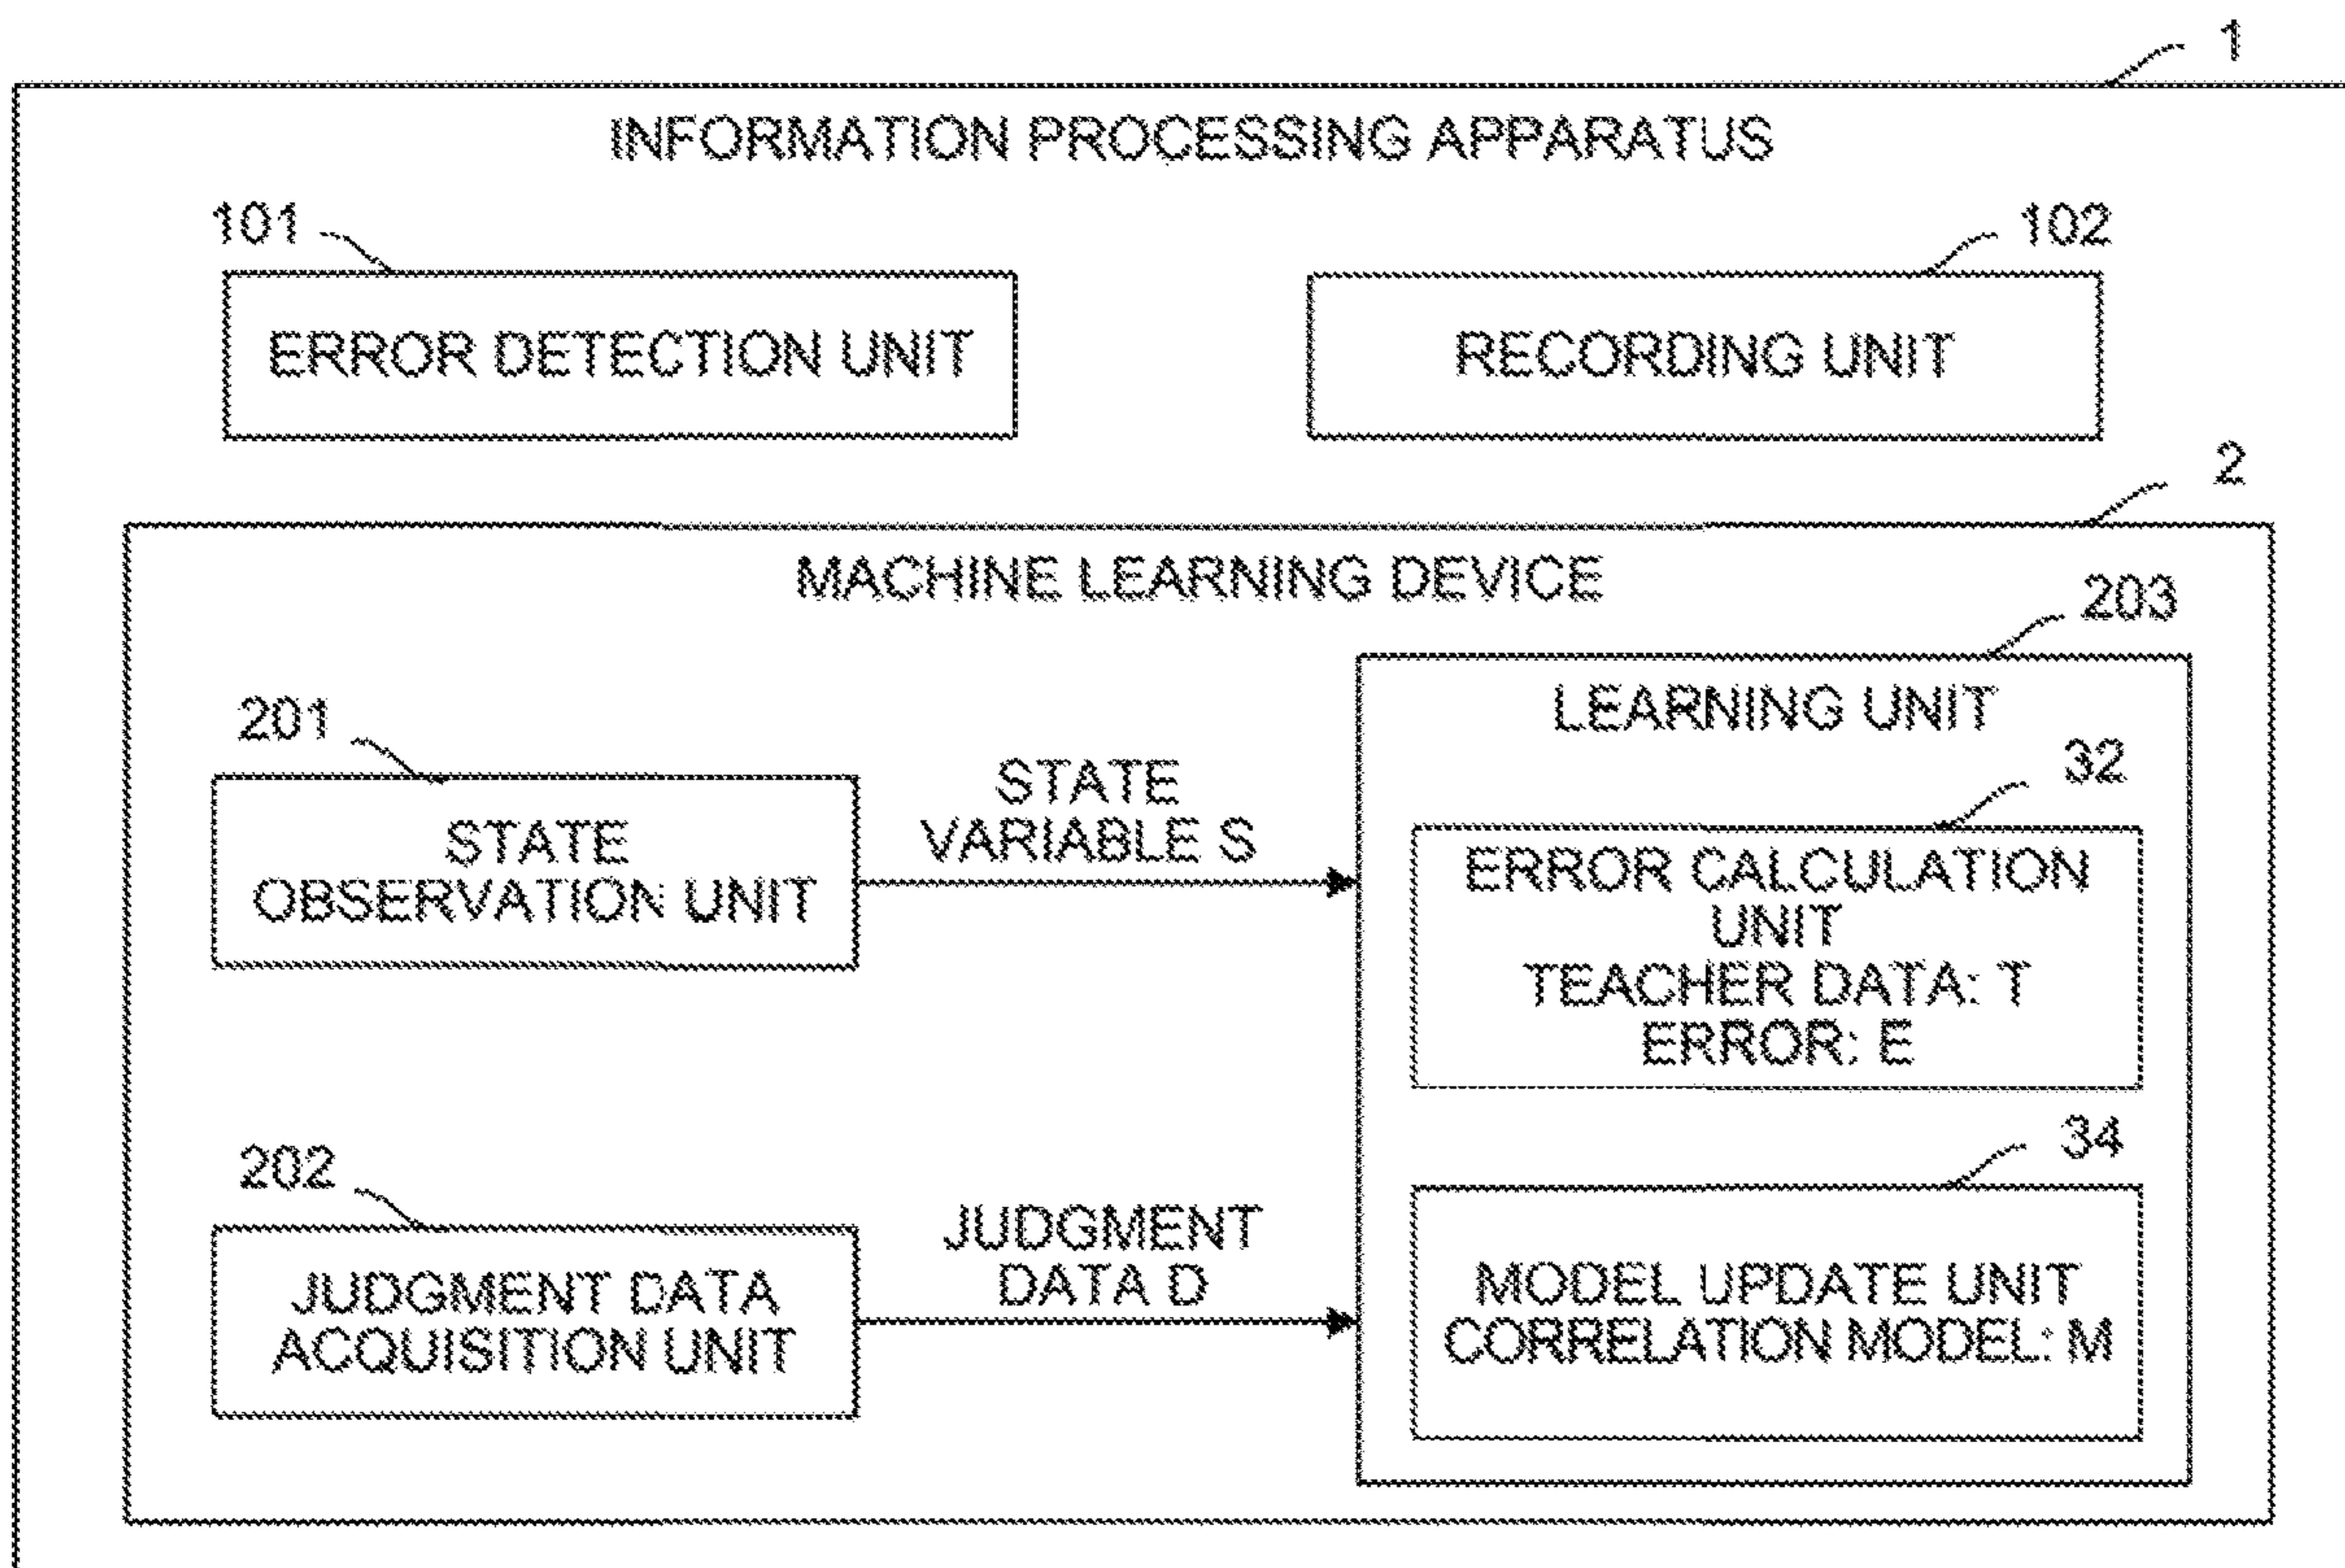 1
INFORMATION PROCESSING APPARATUS
101
102
ERROR DETECTION UNIT
RECORDING UNIT
2
MACHINE LEARNING DEVICE
203
LEARNING UNIT
201
STATE
OBSERVATION UNIT
STATE
VARIABLE S
32
ERROR CALCULATION
UNIT
TEACHER DATA: T
ERROR: E
202
JUDGMENT DATA
ACQUISITION UNIT
JUDGMENT
DATA D
34
MODEL UPDATE UNIT
CORRELATION MODEL: M